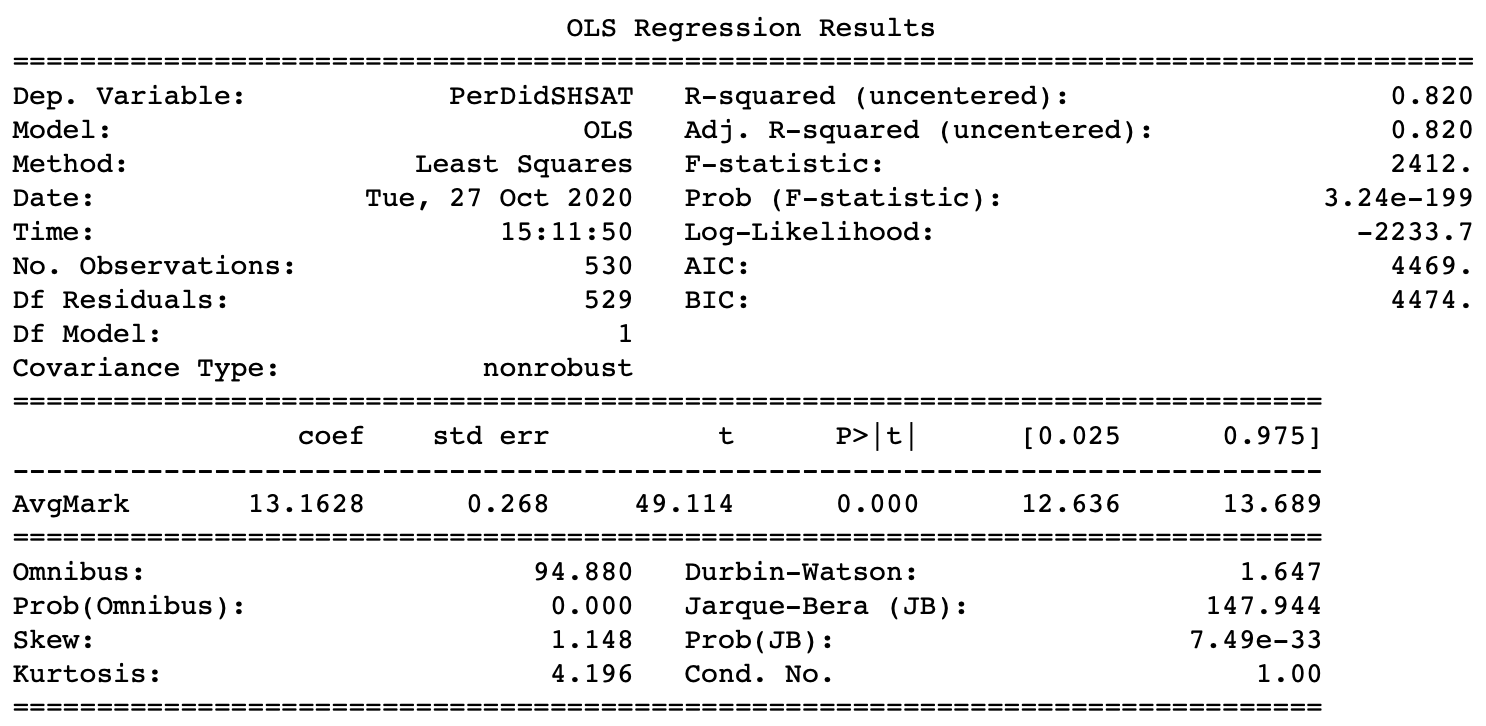 OLS Regression Results
==============================================================================
Dep. Variable: PerDidSHSAT R-squared (uncentered): 0.820
Model: OLS Adj. R-squared (uncentered): 0.820
Method: Least Squares F-statistic: 2412.
Date: Tue, 27 Oct 2020 Prob (F-statistic): 3.24e-199
Time: 15:11:50 Log-Likelihood: -2233.7
No. Observations: 530 AIC: 4469.
Df Residuals: 529 BIC: 4474.
Df Model: 1
Covariance Type: nonrobust
==============================================================================
coef std err t P>|t| [0.025 0.975]
------------------------------------------------------------------------------
AvgMark 13.1628 0.268 49.114 0.000 12.636 13.689
==============================================================================
Omnibus: 94.880 Durbin-Watson: 1.647
Prob(Omnibus): 0.000 Jarque-Bera (JB): 147.944
Skew: 1.148 Prob(JB): 7.49e-33
Kurtosis: 4.196 Cond. No. 1.00
==============================================================================